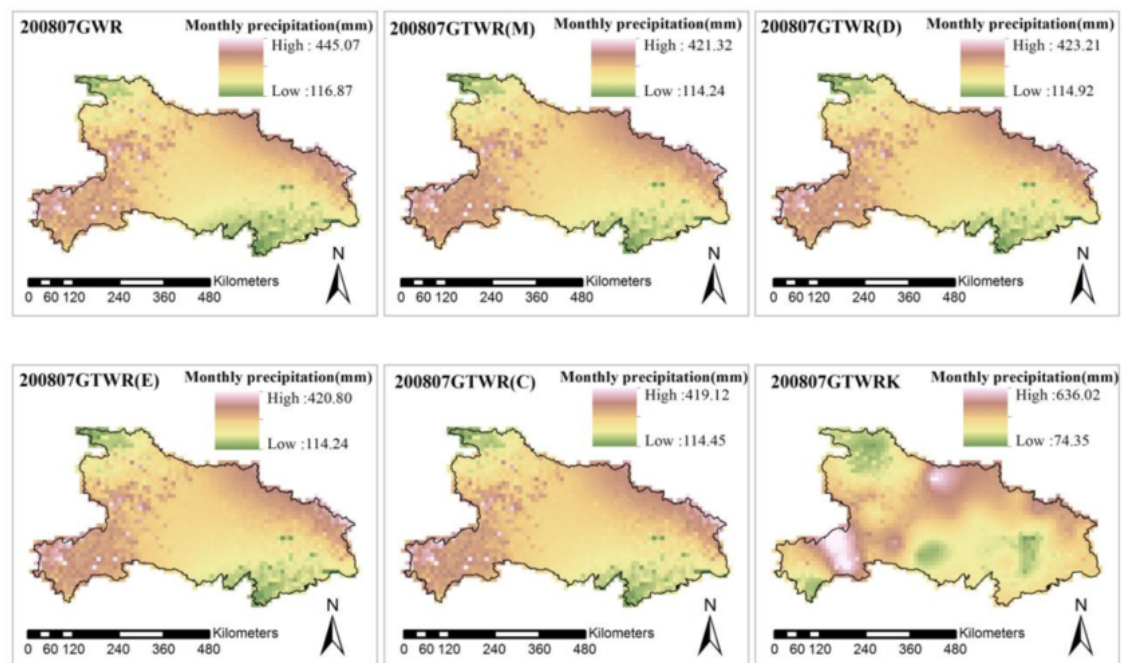 200807GWR Monthly precipitation(mm)
High : 445.07
Low :116.87
N
Kilometers
0 60 120 240 360 480
200807GTWR(M) Monthly precipitation(mm)
High : 421.32
Low :114.24
N
Kilometers
0 60 120 240 360 480
200807GTWR(D) Monthly precipitation(mm)
High : 423.21
Low :114.92
N
Kilometers
0 60 120 240 360 480
200807GTWR(E) Monthly precipitation(mm)
High :420.80
Low :114.24
N
Kilometers
0 60 120 240 360 480
200807GTWR(C) Monthly precipitation(mm)
High :419.12
Low :114.45
N
Kilometers
0 60 120 240 360 480
200807GTWRK Monthly precipitation(mm)
High :636.02
Low :74.35
N
Kilometers
0 60 120 240 360 480